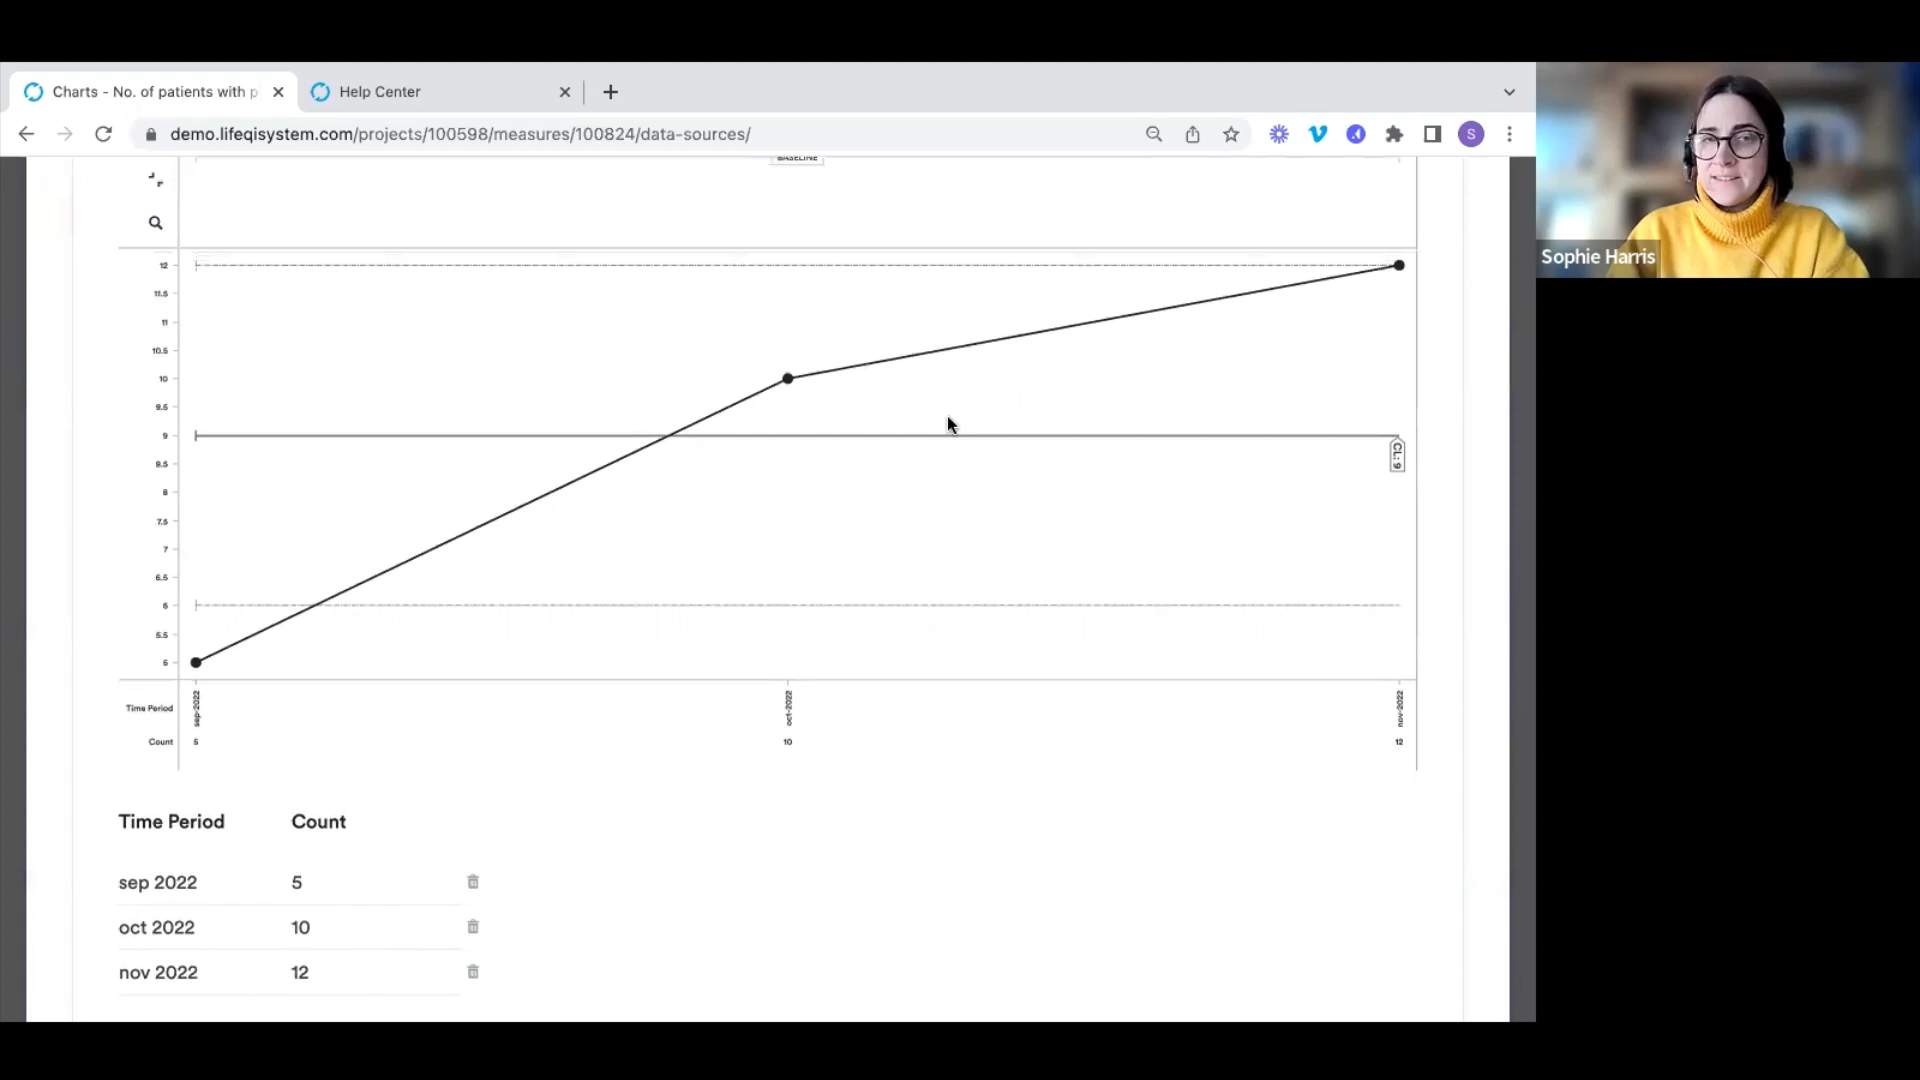 Charts - No. of patients with p
Help Center
demo.lifeqisystem.com/projects/100598/measures/100824/data-sources/
S
Sophie Harris
BASELINE
12
11.5
11
10.5
10
9.5
9
8.5
8
7.5
7
6.5
6
5.5
5
CL: 9
Time Period sep-2022 oct-2022 nov-2022
Count 5 10 12
Time Period Count
sep 2022 5
oct 2022 10
nov 2022 12